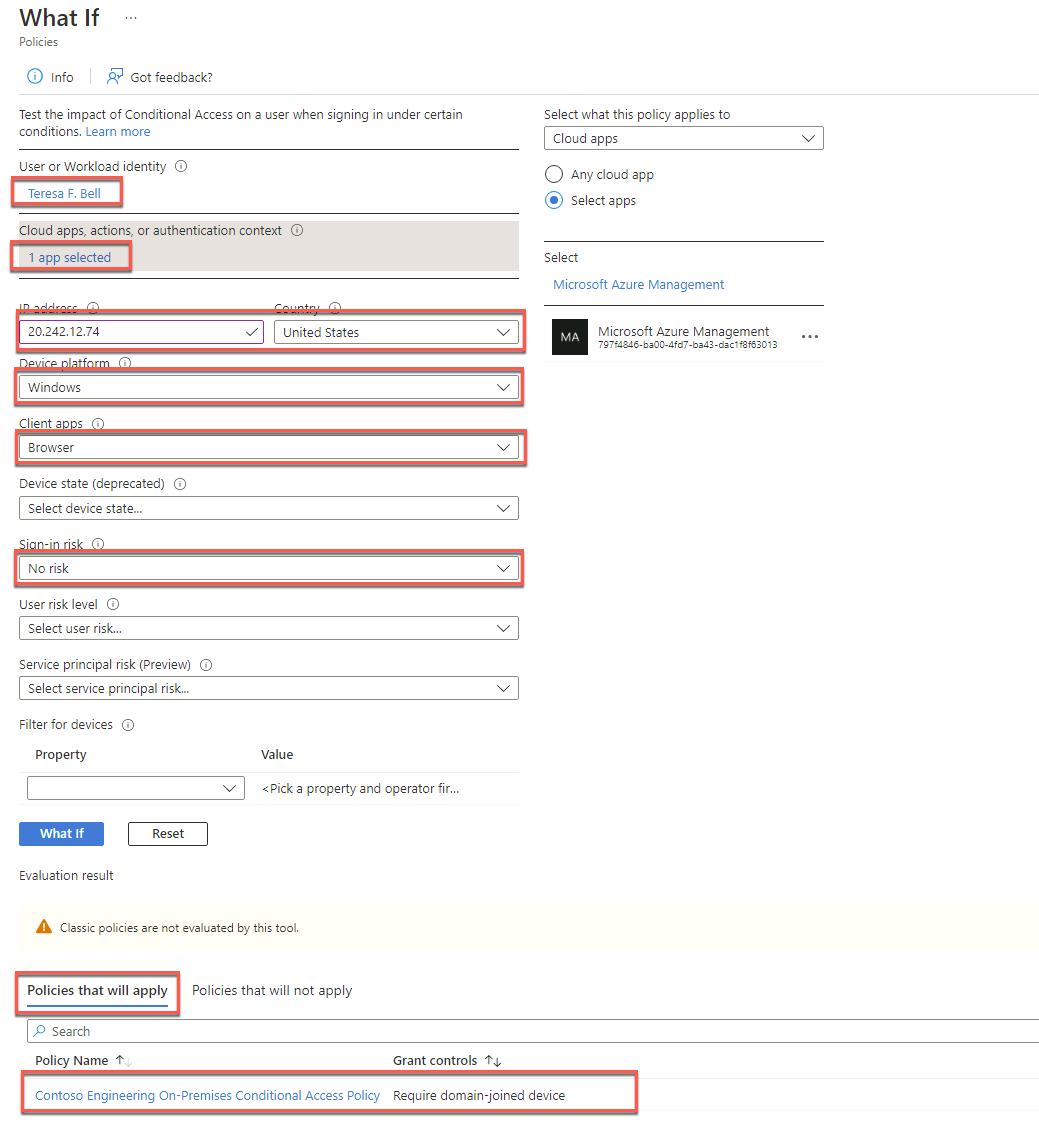 What If ...
Policies
Info
Got feedback?
Test the impact of Conditional Access on a user when signing in under certain
conditions. Learn more
User or Workload identity
Teresa F. Bell
Cloud apps, actions, or authentication context
1 app selected
IP address
Country
20.242.12.74
United States
Device platform
Windows
Client apps
Browser
Device state (deprecated)
Select device state...
Sign-in risk
No risk
User risk level
Select user risk...
Service principal risk (Preview)
Select service principal risk...
Filter for devices
Property
Value
<Pick a property and operator fir...
What If
Reset
Select what this policy applies to
Cloud apps
Any cloud app
Select apps
Select
Microsoft Azure Management
MA
Microsoft Azure Management
797f4846-ba00-4fd7-ba43-dac1f8f63013
Evaluation result
Classic policies are not evaluated by this tool.
Policies that will apply
Policies that will not apply
Search
Policy Name
Grant controls
Contoso Engineering On-Premises Conditional Access Policy
Require domain-joined device